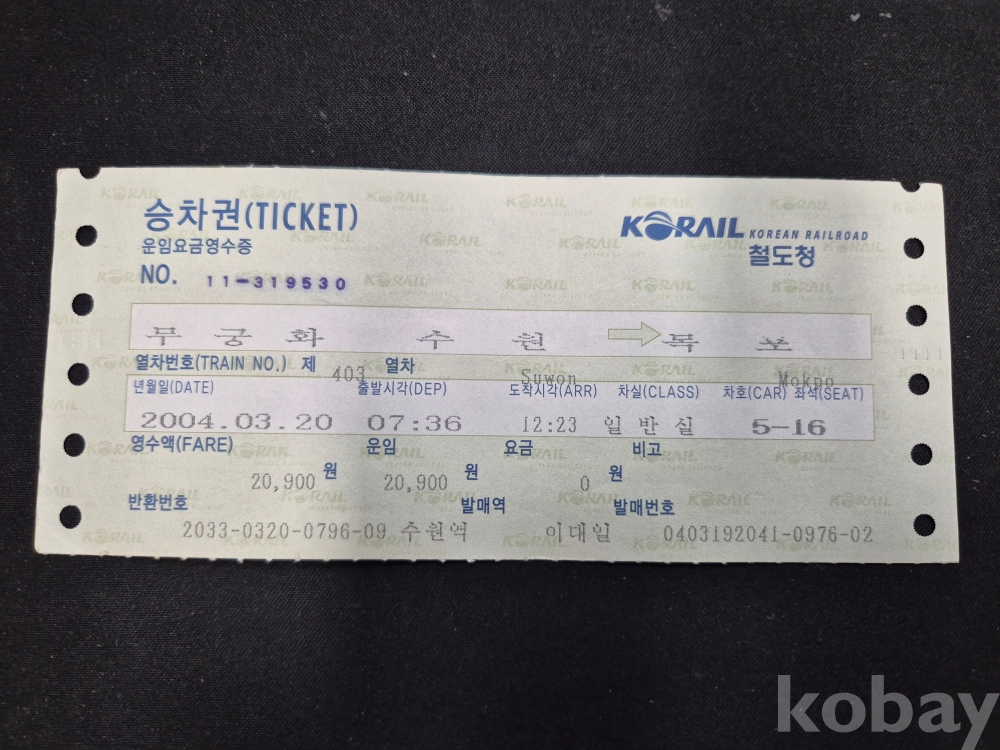 승차권(TICKET)
운임요금영수증
NO. 11-319530
KORAIL KOREAN RAILROAD
철도청
무궁화 수원 → 목포
열차번호(TRAIN NO.) 제 403 열차 Suwon Mokpo
년월일(DATE) 출발시각(DEP) 도착시각(ARR) 차실(CLASS) 차호(CAR) 좌석(SEAT)
2004.03.20 07:36 12:23 일반실 5-16
영수액(FARE) 운임 요금 비고
20,900 원 20,900 원 0 원
반환번호 발매역 발매번호
2033-0320-0796-09 수원역 이대일 0403192041-0976-02
kobay